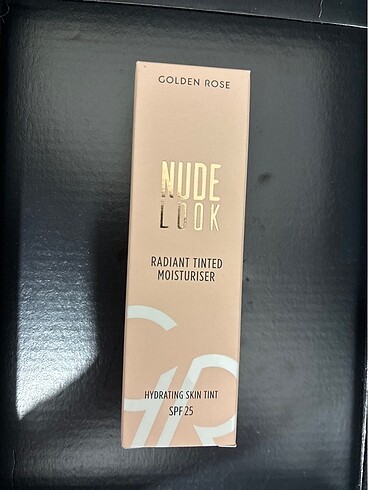 GOLDEN ROSE
NUDE
LOOK
RADIANT TINTED
MOISTURISER
HYDRATING SKIN TINT
SPF 25
GR